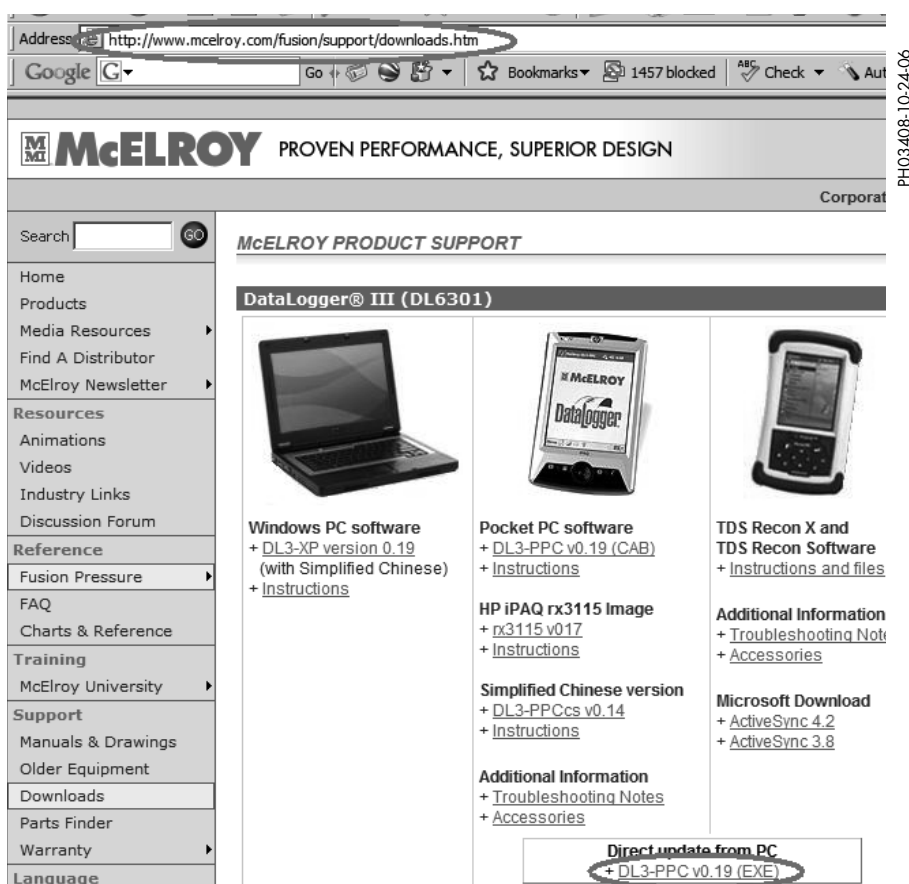 Address http://www.mcelroy.com/fusion/support/downloads.htm
Google G Go Bookmarks 1457 blocked ABC Check Aut
PH03408-10-24-06
MM McELROY PROVEN PERFORMANCE, SUPERIOR DESIGN
Corporat
Search GO
Home
Products
Media Resources
Find A Distributor
McElroy Newsletter
Resources
Animations
Videos
Industry Links
Discussion Forum
Reference
Fusion Pressure
FAQ
Charts & Reference
Training
McElroy University
Support
Manuals & Drawings
Older Equipment
Downloads
Parts Finder
Warranty
Language
McELROY PRODUCT SUPPORT
DataLogger® III (DL6301)
Windows PC software
+ DL3-XP version 0.19
(with Simplified Chinese)
+ Instructions
McELROY
DataLogger
Pocket PC software
+ DL3-PPC v0.19 (CAB)
+ Instructions
HP iPAQ rx3115 Image
+ rx3115 v017
+ Instructions
Simplified Chinese version
+ DL3-PPCcs v0.14
+ Instructions
Additional Information
+ Troubleshooting Notes
+ Accessories
TDS Recon X and
TDS Recon Software
+ Instructions and files
Additional Information
+ Troubleshooting Note
+ Accessories
Microsoft Download
+ ActiveSync 4.2
+ ActiveSync 3.8
Direct update from PC
+ DL3-PPC v0.19 (EXE)